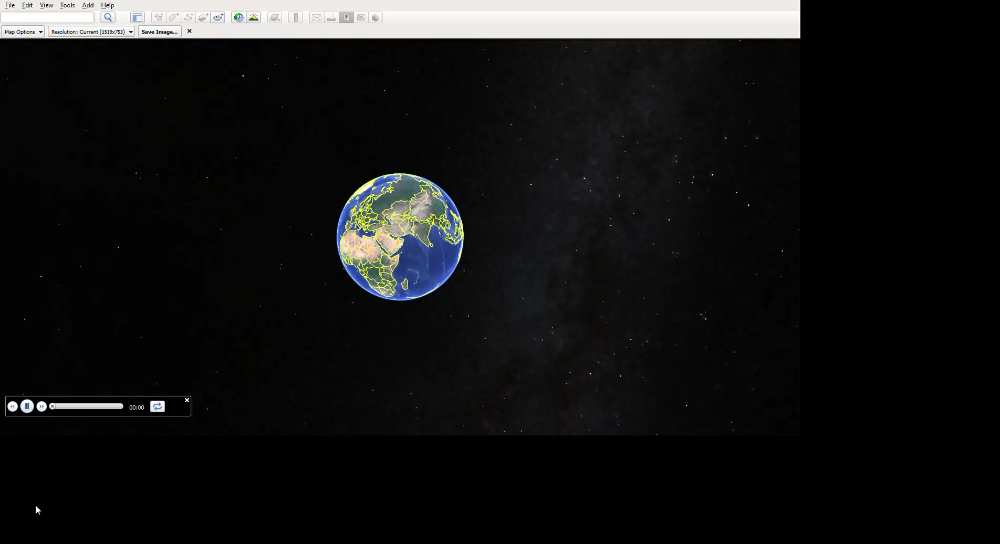 File Edit View Tools Add Help
Map Options Resolution: Current (1519x753) Save Image...
00:00